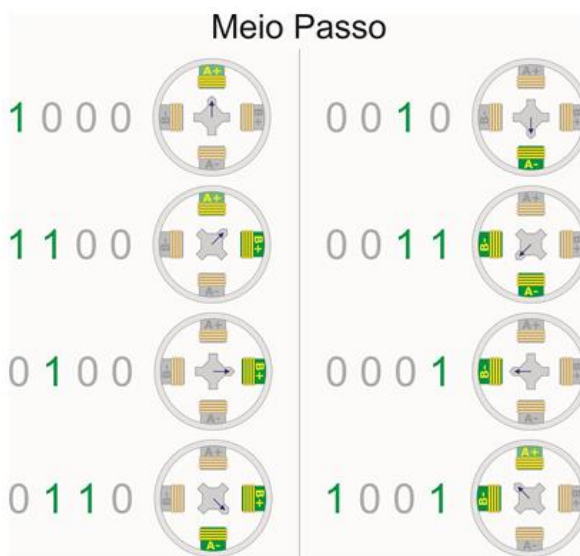 Meio Passo
1 0 0 0
A+
B-
B+
A-
1 1 0 0
A+
B-
B+
A-
0 1 0 0
A+
B-
B+
A-
0 1 1 0
A+
B-
B+
A-
0 0 1 0
A+
B-
B+
A-
0 0 1 1
A+
B-
B+
A-
0 0 0 1
A+
B-
B+
A-
1 0 0 1
A+
B-
B+
A-